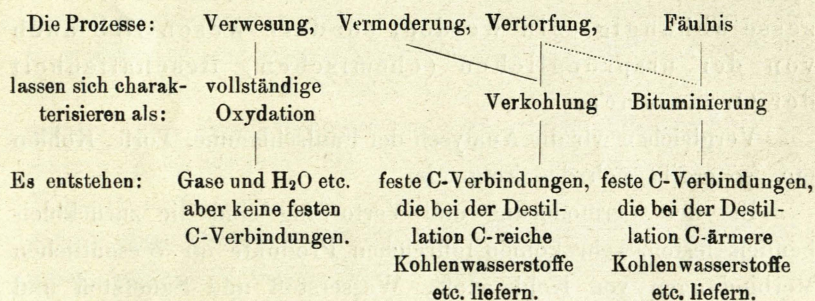 Die Prozesse: Verwesung, Vermoderung, Vertorfung, Fäulnis
lassen sich charak- vollständige
terisieren als: Oxydation Verkohlung Bituminierung
Es entstehen: Gase und H₂O etc. feste C-Verbindungen, feste C-Verbindungen,
aber keine festen die bei der Destil- die bei der Destil-
C-Verbindungen. lation C-reiche lation C-ärmere
Kohlenwasserstoffe Kohlenwasserstoffe
etc. liefern. etc. liefern.